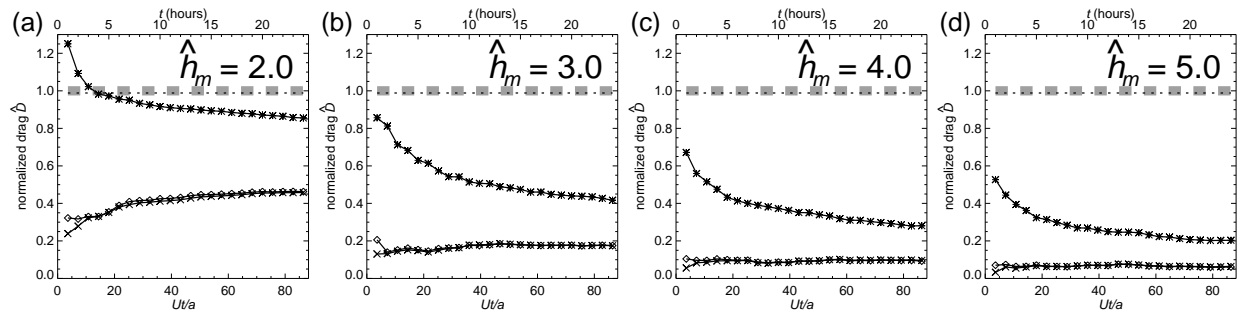 (a)
t (hours)
0 5 10 15 20
normalized drag D̂
1.2
1.0
0.8
0.6
0.4
0.2
0.0
ĥm = 2.0
0 20 40 60 80
Ut/a
(b)
t (hours)
0 5 10 15 20
normalized drag D̂
1.2
1.0
0.8
0.6
0.4
0.2
0.0
ĥm = 3.0
0 20 40 60 80
Ut/a
(c)
t (hours)
0 5 10 15 20
normalized drag D̂
1.2
1.0
0.8
0.6
0.4
0.2
0.0
ĥm = 4.0
0 20 40 60 80
Ut/a
(d)
t (hours)
0 5 10 15 20
normalized drag D̂
1.2
1.0
0.8
0.6
0.4
0.2
0.0
ĥm = 5.0
0 20 40 60 80
Ut/a